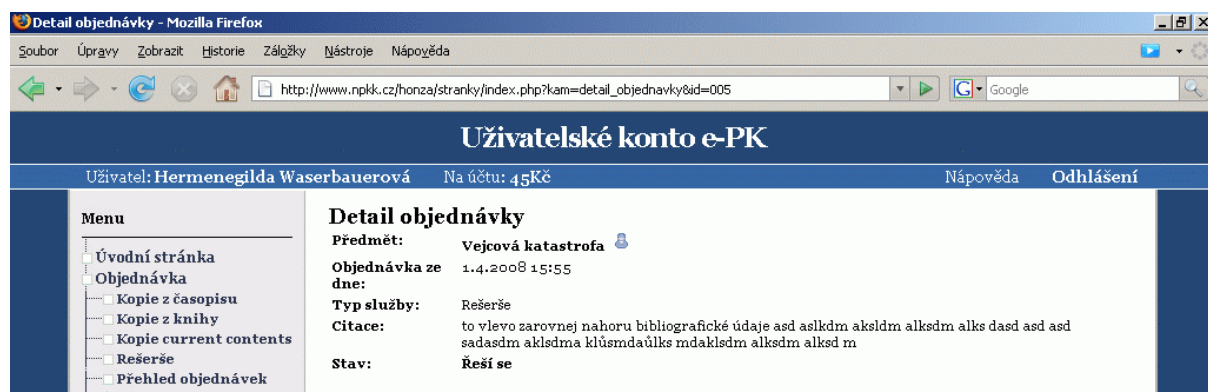 Detail objednávky - Mozilla Firefox
Soubor Úpravy Zobrazit Historie Záložky Nástroje Nápověda
http://www.npkk.cz/honza/stranky/index.php?kam=detail_objednavky&id=005
G Google
Uživatelské konto e-PK
Uživatel: Hermenegilda Waserbauerová Na účtu: 45Kč Nápověda Odhlášení
Menu
Úvodní stránka
Objednávka
Kopie z časopisu
Kopie z knihy
Kopie current contents
Rešerše
Přehled objednávek
Detail objednávky
Předmět: Vejcová katastrofa
Objednávka ze dne: 1.4.2008 15:55
Typ služby: Rešerše
Citace: to vlevo zarovnej nahoru bibliografické údaje asd aslkdm aksldm alksdm alks dasd asd asd
sadasdm aklsdma klůsmdaůlks mdaklsdm alksdm alksd m
Stav: Řeší se